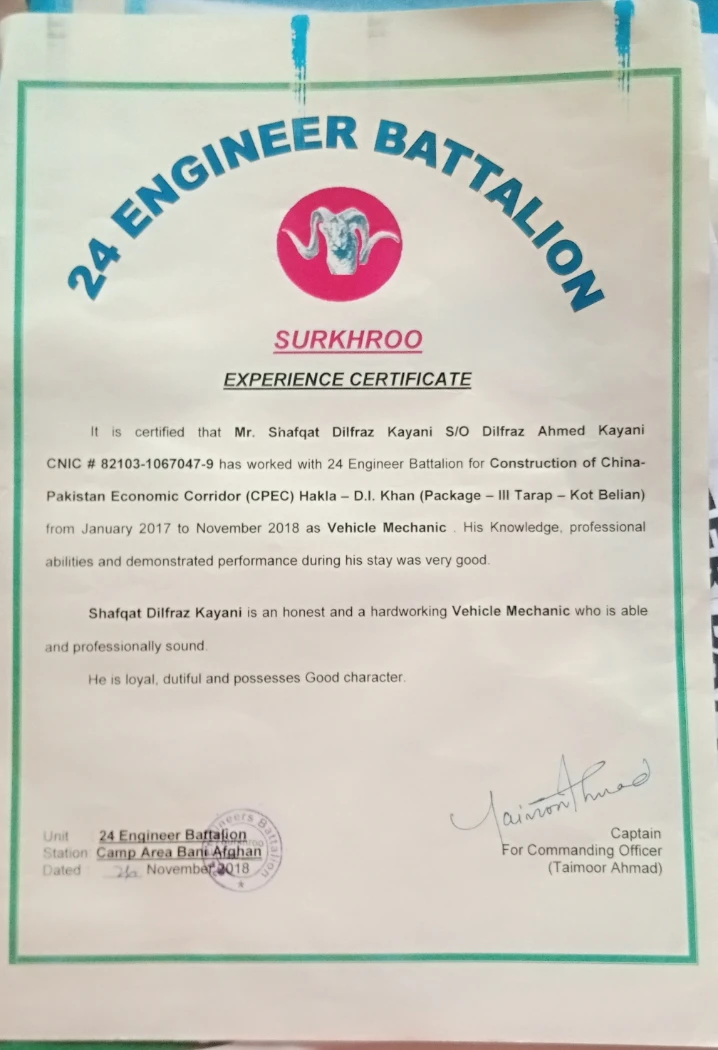 24 ENGINEER BATTALION
SURKHROO
EXPERIENCE CERTIFICATE
It is certified that Mr. Shafqat Dilfraz Kayani S/O Dilfraz Ahmed Kayani
CNIC # 82103-1067047-9 has worked with 24 Engineer Battalion for Construction of China-
Pakistan Economic Corridor (CPEC) Hakla – D.I. Khan (Package – III Tarap – Kot Belian)
from January 2017 to November 2018 as Vehicle Mechanic . His Knowledge, professional
abilities and demonstrated performance during his stay was very good.
Shafqat Dilfraz Kayani is an honest and a hardworking Vehicle Mechanic who is able
and professionally sound.
He is loyal, dutiful and possesses Good character.
Taimoor Ahmad
Unit 24 Engineer Battalion
Station Camp Area Bani Afghan
Dated November 2018
Engineers Battalion
Captain
For Commanding Officer
(Taimoor Ahmad)